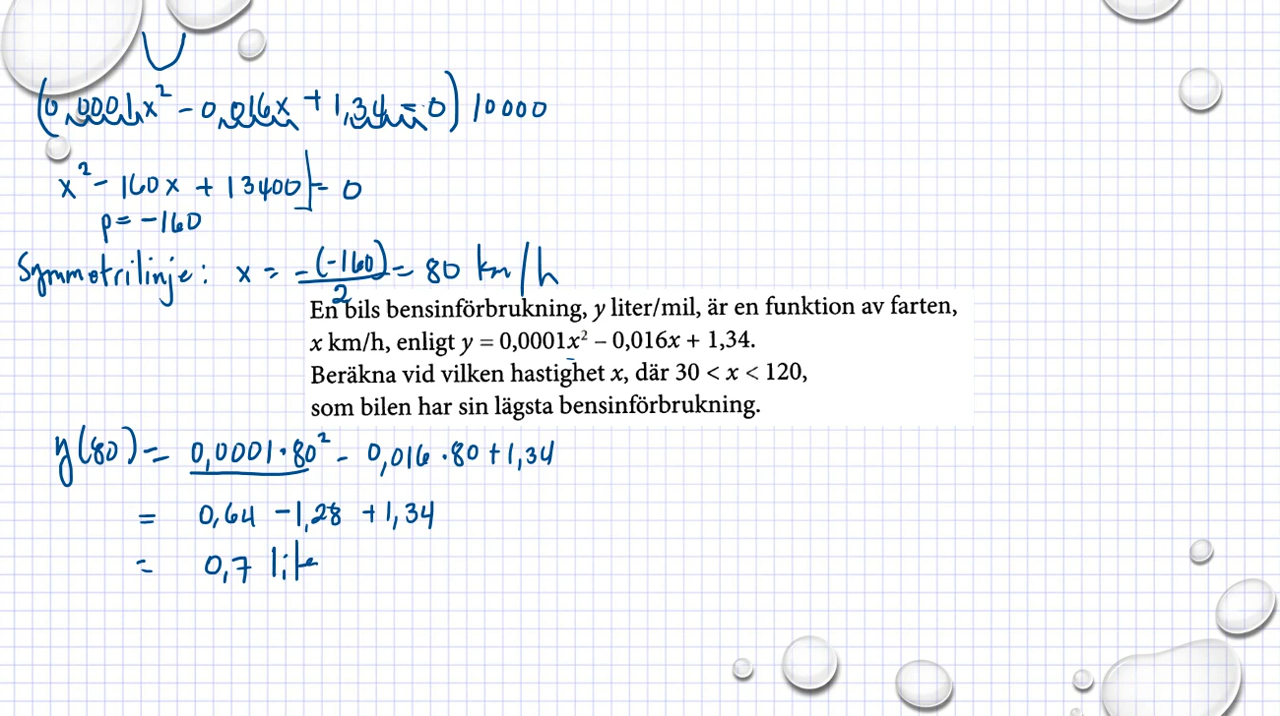 (0,0001x² - 0,016x + 1,34 = 0) 10000
x² - 160x + 13400 = 0
p = -160
Symmetrilinje: x = -(-160)/2 = 80 km/h
En bils bensinförbrukning, y liter/mil, är en funktion av farten,
x km/h, enligt y = 0,0001x² – 0,016x + 1,34.
Beräkna vid vilken hastighet x, där 30 < x < 120,
som bilen har sin lägsta bensinförbrukning.
y(80) = 0,0001·80² - 0,016·80 + 1,34
= 0,64 - 1,28 + 1,34
= 0,7 lite